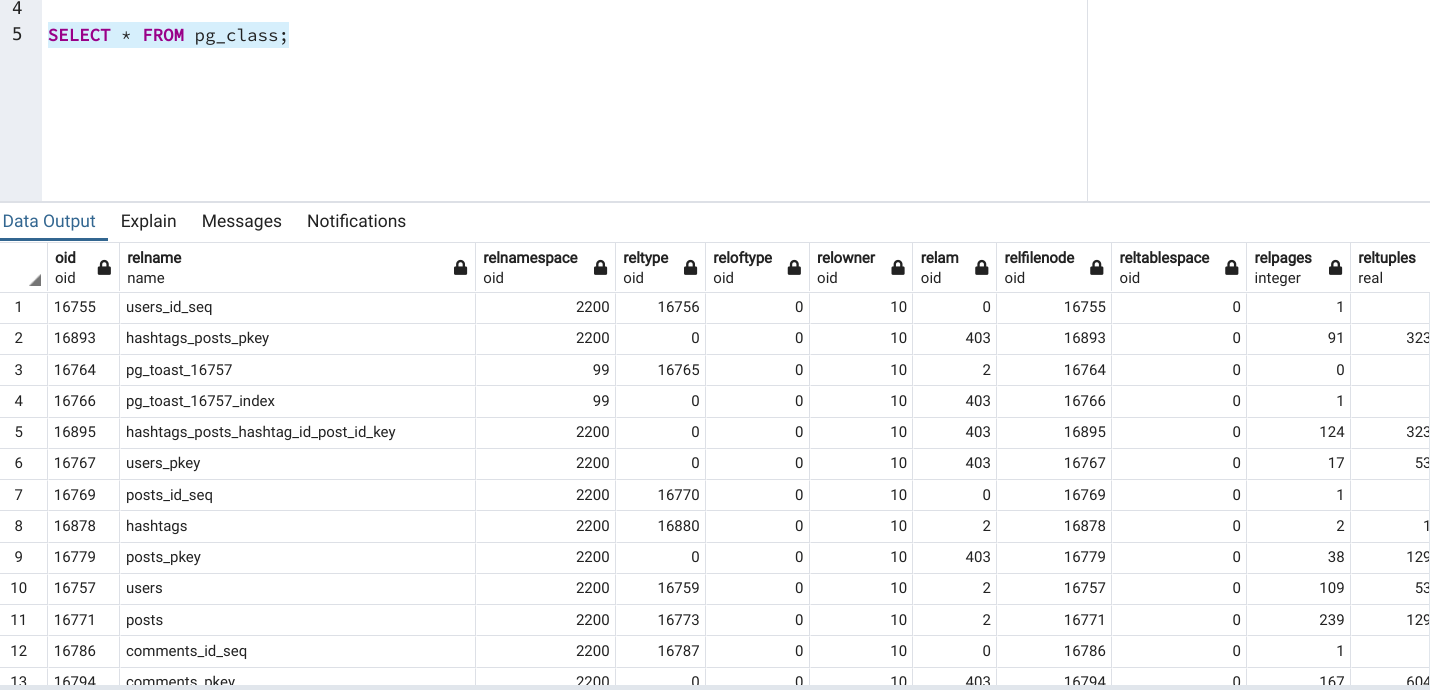 4
5 SELECT * FROM pg_class;
Data Output Explain Messages Notifications
oid relname relnamespace reltype reloftype relowner relam relfilenode reltablespace relpages reltuples
oid name oid oid oid oid oid oid oid integer real
1 16755 users_id_seq 2200 16756 0 10 0 16755 0 1
2 16893 hashtags_posts_pkey 2200 0 0 10 403 16893 0 91 323
3 16764 pg_toast_16757 99 16765 0 10 2 16764 0 0
4 16766 pg_toast_16757_index 99 0 0 10 403 16766 0 1
5 16895 hashtags_posts_hashtag_id_post_id_key 2200 0 0 10 403 16895 0 124 323
6 16767 users_pkey 2200 0 0 10 403 16767 0 17 53
7 16769 posts_id_seq 2200 16770 0 10 0 16769 0 1
8 16878 hashtags 2200 16880 0 10 2 16878 0 2 1
9 16779 posts_pkey 2200 0 0 10 403 16779 0 38 129
10 16757 users 2200 16759 0 10 2 16757 0 109 53
11 16771 posts 2200 16773 0 10 2 16771 0 239 129
12 16786 comments_id_seq 2200 16787 0 10 0 16786 0 1
13 16794 comments_pkey 2200 0 0 10 403 16794 0 167 604